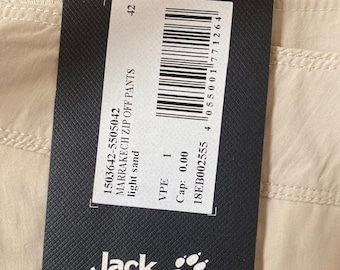 42
1503642-5505042
MARRAKECH ZIP OFF PANTS
light sand
VPE 1
Cap: 0,00
18EB002555
4 055001 771264
Jack